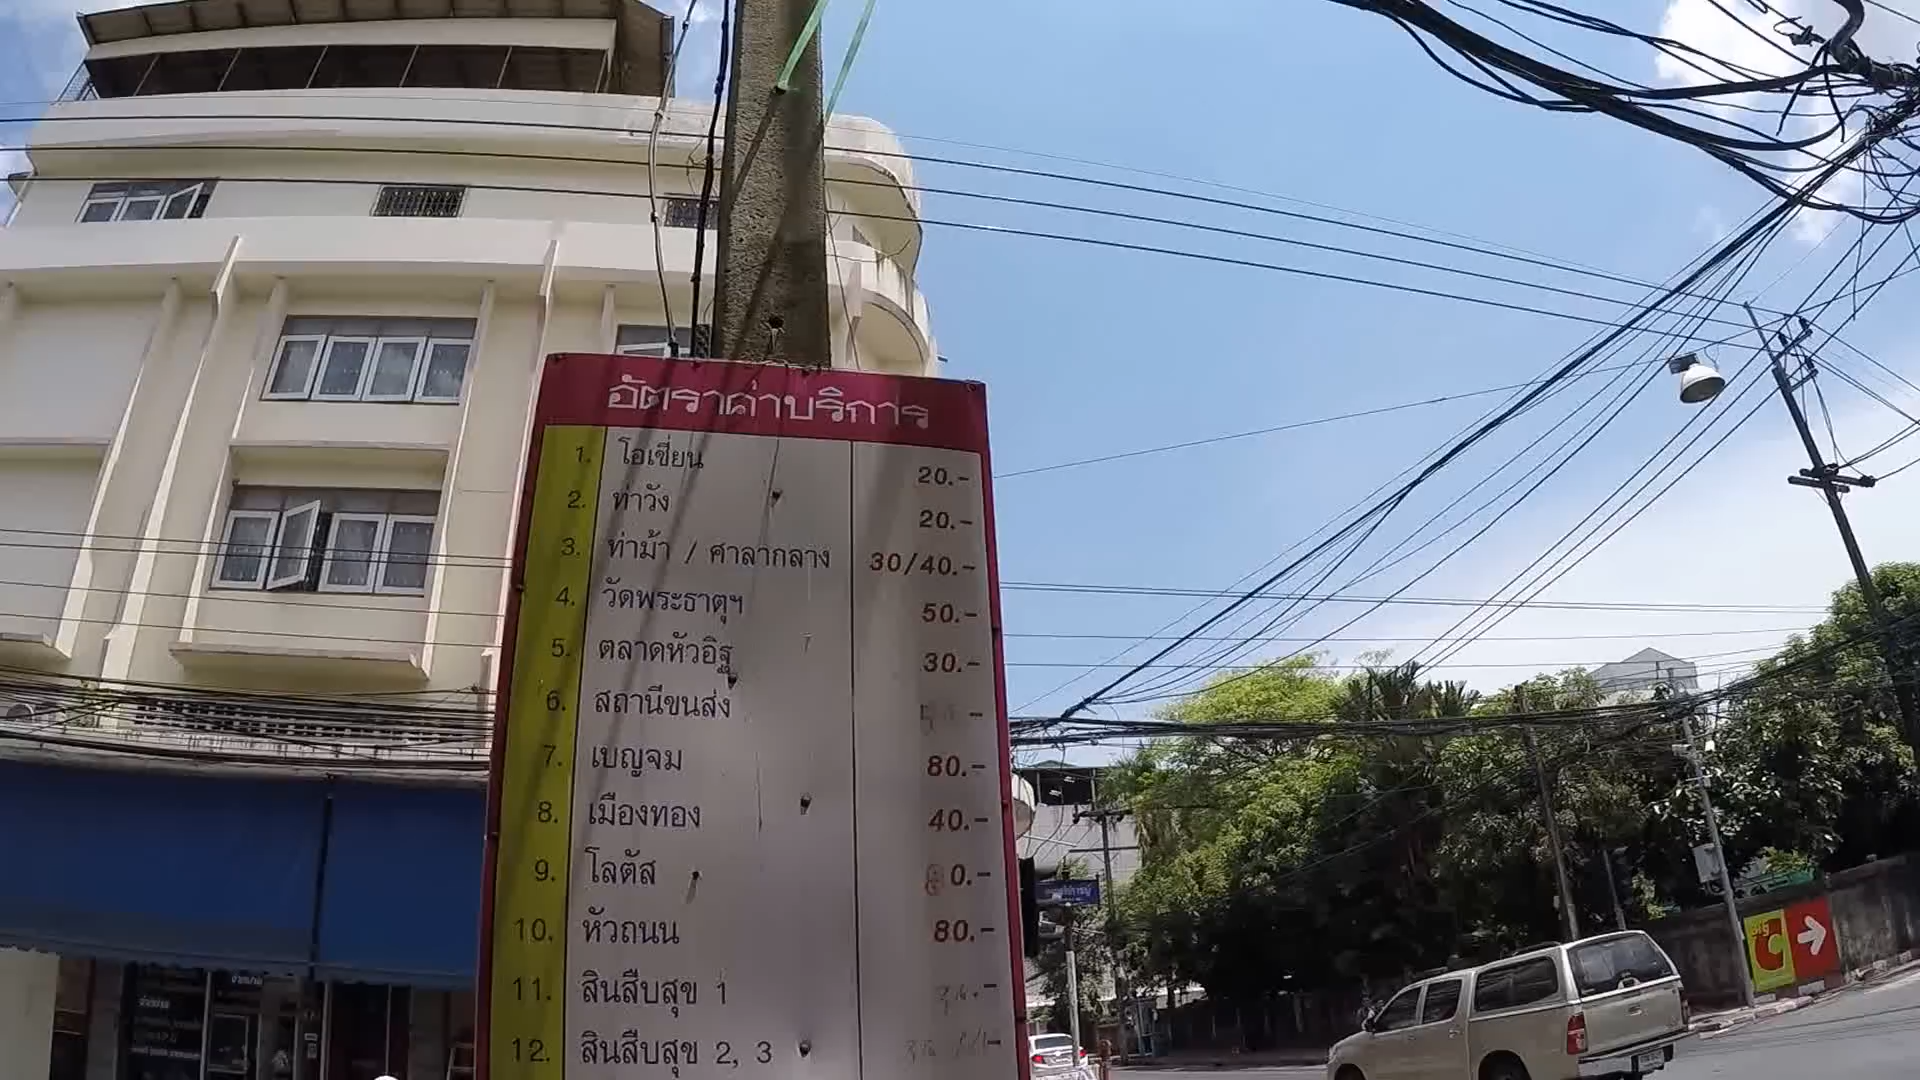 อัตราค่าบริการ
1. โอเชี่ยน 20.-
2. ท่าวัง 20.-
3. ท่าม้า / ศาลากลาง 30/40.-
4. วัดพระธาตุฯ 50.-
5. ตลาดหัวอิฐ 30.-
6. สถานีขนส่ง
7. เบญจม 80.-
8. เมืองทอง 40.-
9. โลตัส
10. หัวถนน 80.-
11. สินสืบสุข 1
12. สินสืบสุข 2, 3
Big C